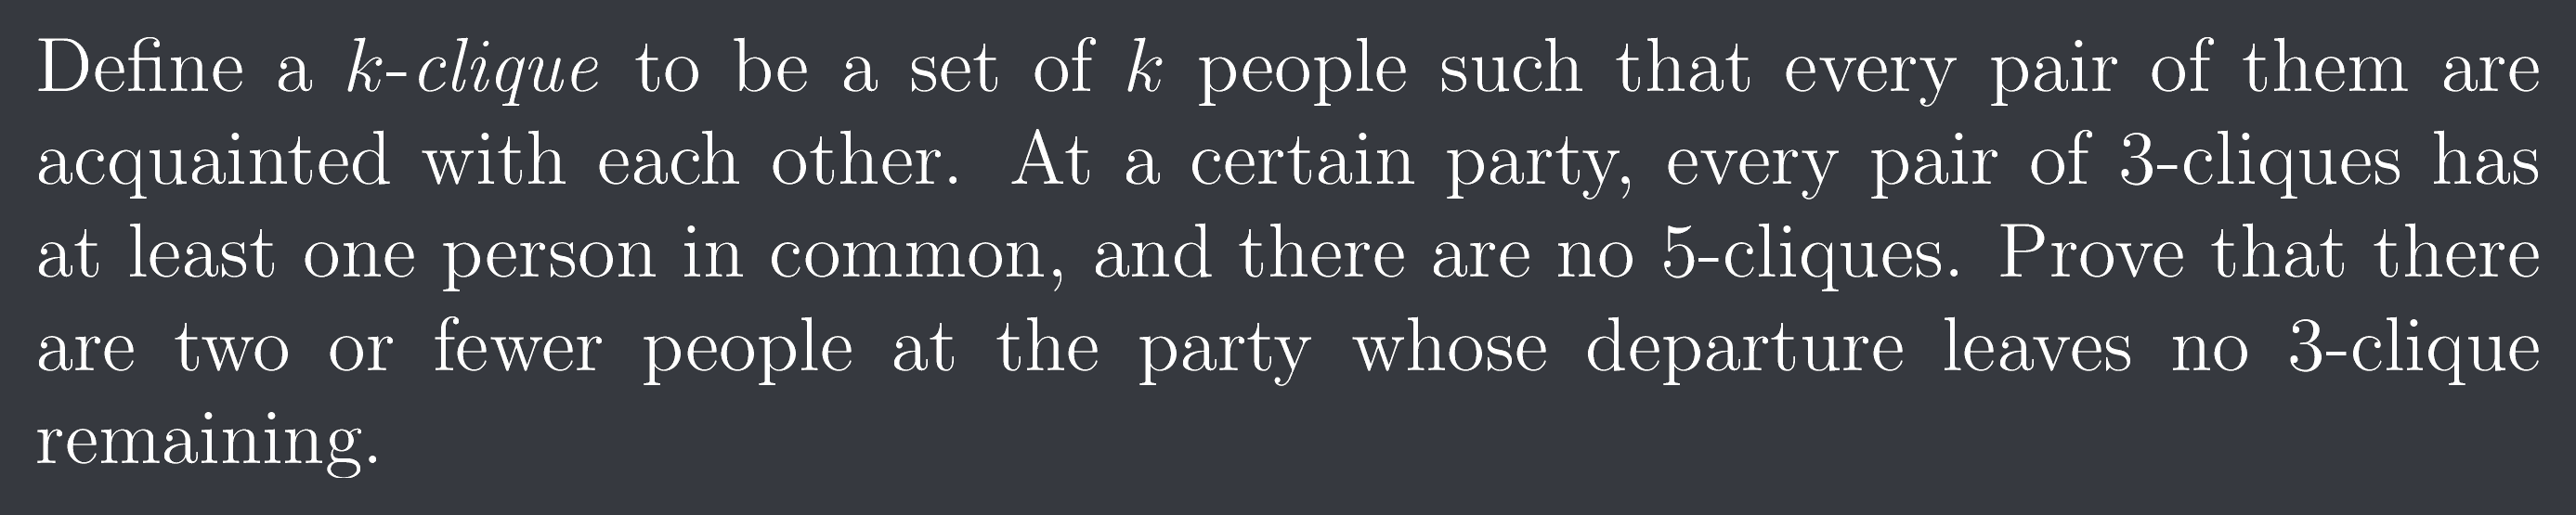 Define a k-clique to be a set of k people such that every pair of them are
acquainted with each other. At a certain party, every pair of 3-cliques has
at least one person in common, and there are no 5-cliques. Prove that there
are two or fewer people at the party whose departure leaves no 3-clique
remaining.